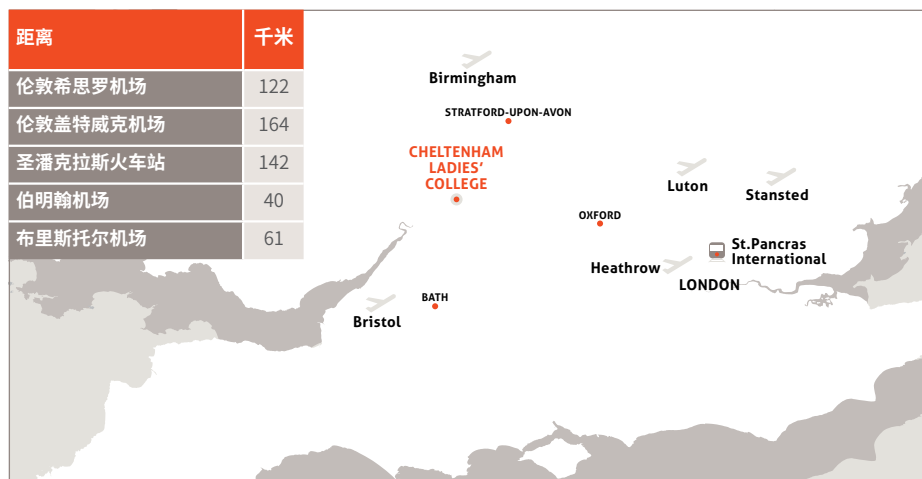 距离 千米
伦敦希思罗机场 122
伦敦盖特威克机场 164
圣潘克拉斯火车站 142
伯明翰机场 40
布里斯托尔机场 61
Birmingham
STRATFORD-UPON-AVON
CHELTENHAM
LADIES’
COLLEGE
Luton
Stansted
OXFORD
St.Pancras
International
Heathrow
LONDON
BATH
Bristol